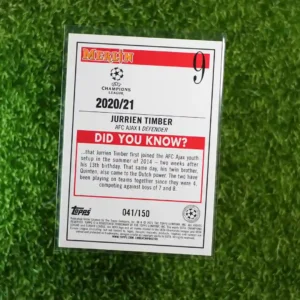 MERLIN
9
UEFA
CHAMPIONS
LEAGUE
2020/21
JURRIEN TIMBER
AFC AJAX | DEFENDER
DID YOU KNOW?
...that Jurrien Timber first joined the AFC Ajax youth
setup in the summer of 2014 – two weeks after
his 13th birthday. That same day, his twin brother,
Quinten, also came to the Dutch power. The two have
been playing on teams together since they were 4,
competing against boys of 7 and 8.
Topps
041/150